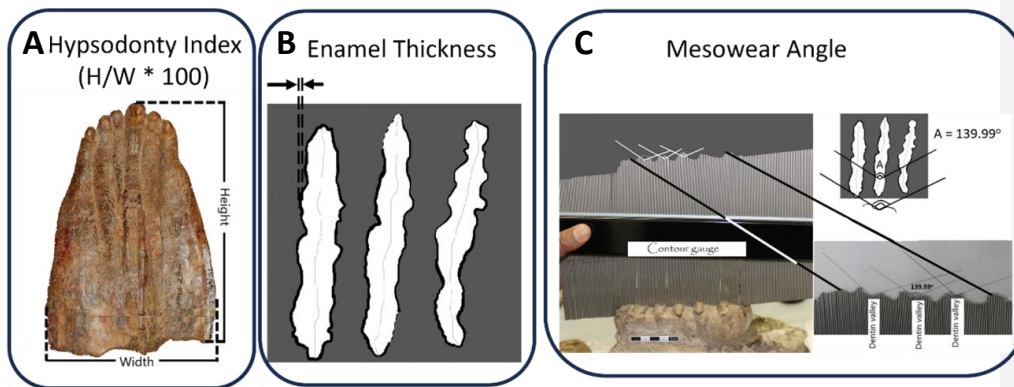 A Hypsodonty Index
(H/W * 100)
Height
Width
B Enamel Thickness
C Mesowear Angle
Contour gauge
A = 139.99°
A
139.99°
Dentin valley
Dentin valley
Dentin valley